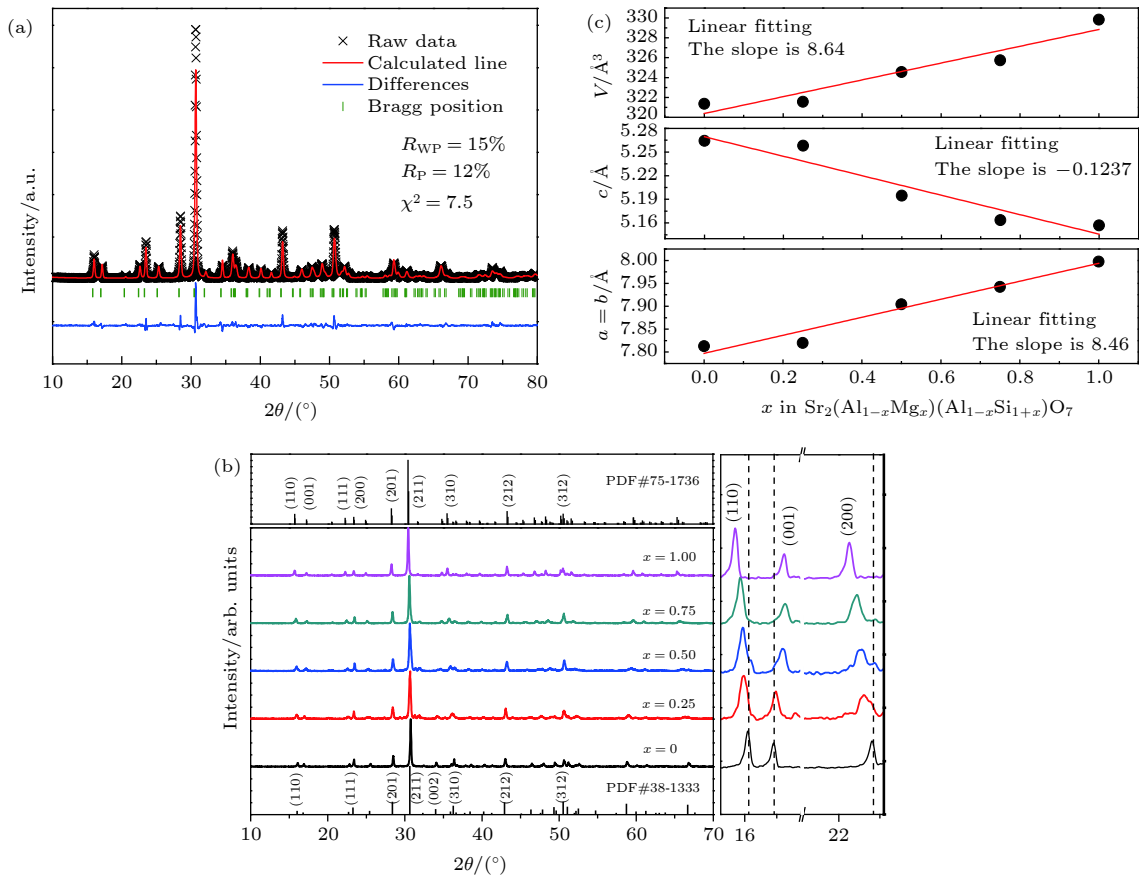 (a)
× Raw data
Calculated line
Differences
Bragg position
R_WP = 15%
R_P = 12%
χ² = 7.5
Intensity/a.u.
10 20 30 40 50 60 70 80
2θ/(°)
(c)
Linear fitting
The slope is 8.64
V/Å³
330
328
326
324
322
320
Linear fitting
The slope is −0.1237
c/Å
5.28
5.22
5.16
Linear fitting
The slope is 8.46
a = b/Å
8.00
7.95
7.90
7.85
7.80
0.0 0.2 0.4 0.6 0.8 1.0
x in Sr₂(Al₁₋ₓMgₓ)(Al₁₋ₓSi₁₊ₓ)O₇
(b)
PDF#75-1736
(110) (001) (111) (200) (201) (211) (310) (212) (312)
x = 1.00
x = 0.75
x = 0.50
x = 0.25
x = 0
(110) (111) (201) (211) (002) (310) (212) (312)
PDF#38-1333
Intensity/arb. units
10 20 30 40 50 60 70
2θ/(°)
(110) (001) (200)
16 22